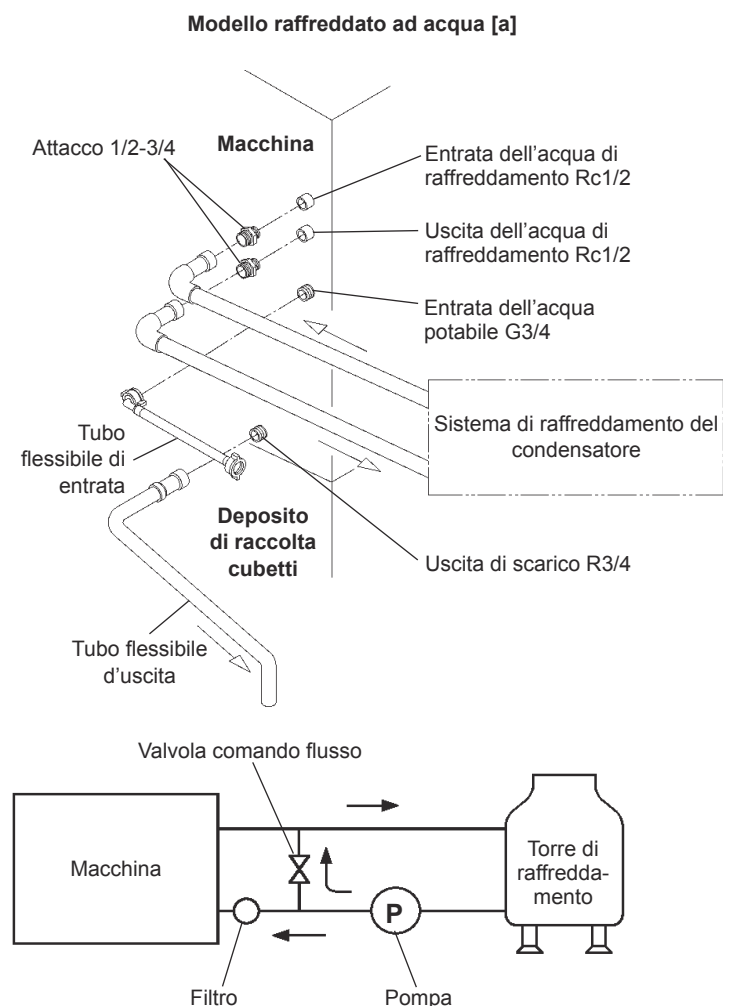 Modello raffreddato ad acqua [a]
Attacco 1/2-3/4
Macchina
Entrata dell'acqua di
raffreddamento Rc1/2
Uscita dell'acqua di
raffreddamento Rc1/2
Entrata dell'acqua
potabile G3/4
Sistema di raffreddamento del
condensatore
Tubo
flessibile di
entrata
Deposito
di raccolta
cubetti
Uscita di scarico R3/4
Tubo flessibile
d'uscita
Valvola comando flusso
Macchina
Torre di
raffredda-
mento
P
Filtro
Pompa